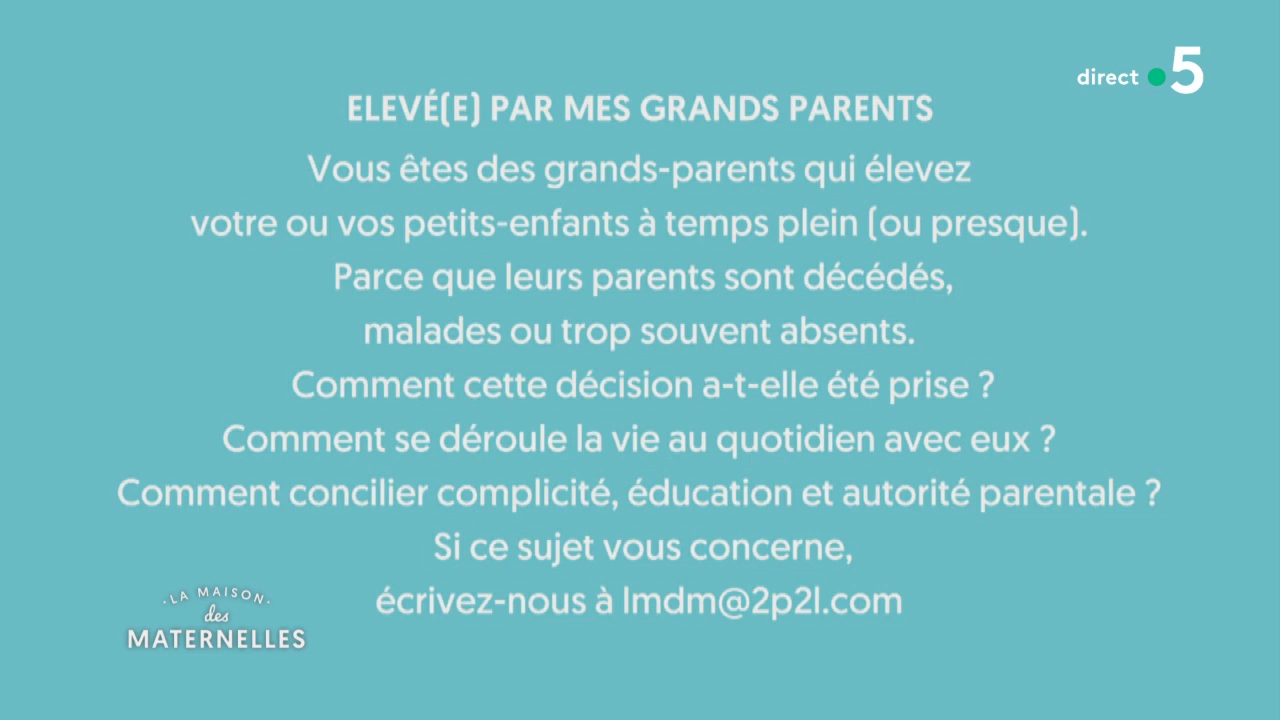 direct 5
ELEVÉ(E) PAR MES GRANDS PARENTS
Vous êtes des grands-parents qui élevez
votre ou vos petits-enfants à temps plein (ou presque).
Parce que leurs parents sont décédés,
malades ou trop souvent absents.
Comment cette décision a-t-elle été prise ?
Comment se déroule la vie au quotidien avec eux ?
Comment concilier complicité, éducation et autorité parentale ?
Si ce sujet vous concerne,
écrivez-nous à lmdm@2p2l.com
·LA MAISON·
des
MATERNELLES